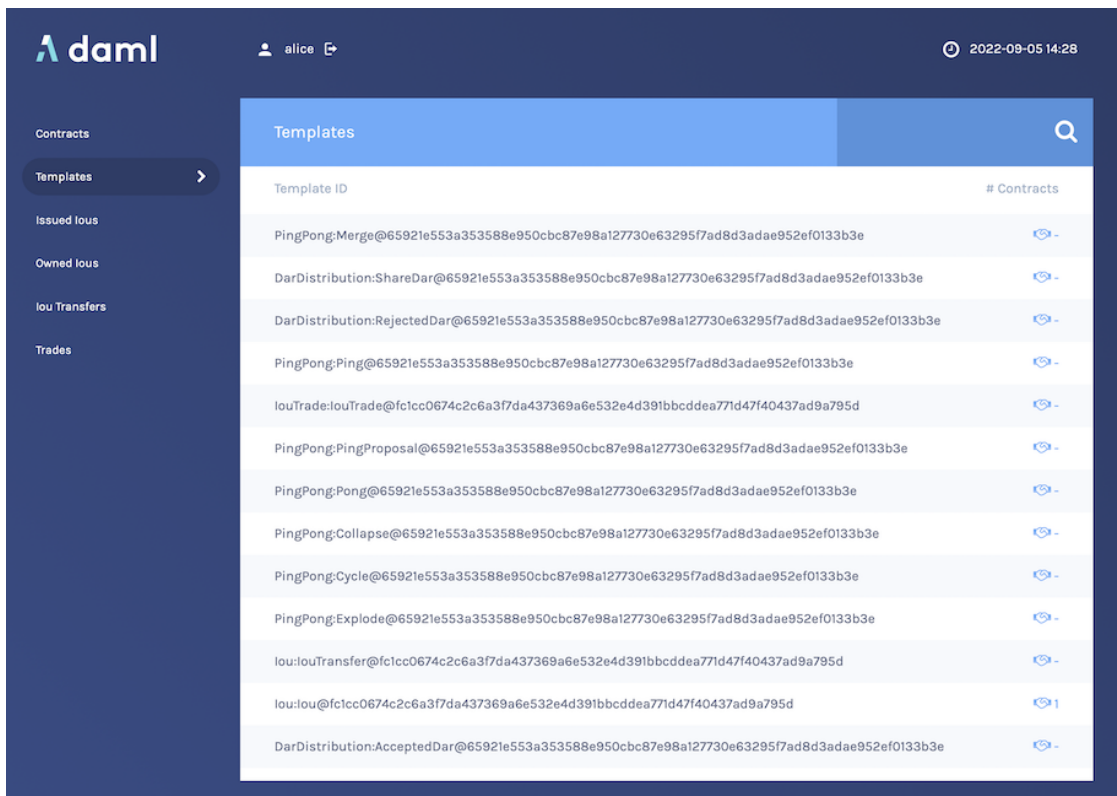 daml
alice
2022-09-05 14:28
Contracts
Templates
Issued Ious
Owned Ious
Iou Transfers
Trades
Templates
Template ID # Contracts
PingPong:Merge@65921e553a353588e950cbc87e98a127730e63295f7ad8d3adae952ef0133b3e -
DarDistribution:ShareDar@65921e553a353588e950cbc87e98a127730e63295f7ad8d3adae952ef0133b3e -
DarDistribution:RejectedDar@65921e553a353588e950cbc87e98a127730e63295f7ad8d3adae952ef0133b3e -
PingPong:Ping@65921e553a353588e950cbc87e98a127730e63295f7ad8d3adae952ef0133b3e -
IouTrade:IouTrade@fc1cc0674c2c6a3f7da437369a6e532e4d391bbcddea771d47f40437ad9a795d -
PingPong:PingProposal@65921e553a353588e950cbc87e98a127730e63295f7ad8d3adae952ef0133b3e -
PingPong:Pong@65921e553a353588e950cbc87e98a127730e63295f7ad8d3adae952ef0133b3e -
PingPong:Collapse@65921e553a353588e950cbc87e98a127730e63295f7ad8d3adae952ef0133b3e -
PingPong:Cycle@65921e553a353588e950cbc87e98a127730e63295f7ad8d3adae952ef0133b3e -
PingPong:Explode@65921e553a353588e950cbc87e98a127730e63295f7ad8d3adae952ef0133b3e -
Iou:IouTransfer@fc1cc0674c2c6a3f7da437369a6e532e4d391bbcddea771d47f40437ad9a795d -
Iou:Iou@fc1cc0674c2c6a3f7da437369a6e532e4d391bbcddea771d47f40437ad9a795d 1
DarDistribution:AcceptedDar@65921e553a353588e950cbc87e98a127730e63295f7ad8d3adae952ef0133b3e -